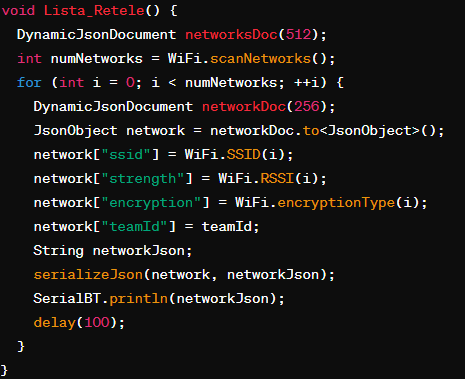 void Lista_Retele() {
DynamicJsonDocument networksDoc(512);
int numNetworks = WiFi.scanNetworks();
for (int i = 0; i < numNetworks; ++i) {
DynamicJsonDocument networkDoc(256);
JsonObject network = networkDoc.to<JsonObject>();
network["ssid"] = WiFi.SSID(i);
network["strength"] = WiFi.RSSI(i);
network["encryption"] = WiFi.encryptionType(i);
network["teamId"] = teamId;
String networkJson;
serializeJson(network, networkJson);
SerialBT.println(networkJson);
delay(100);
}
}